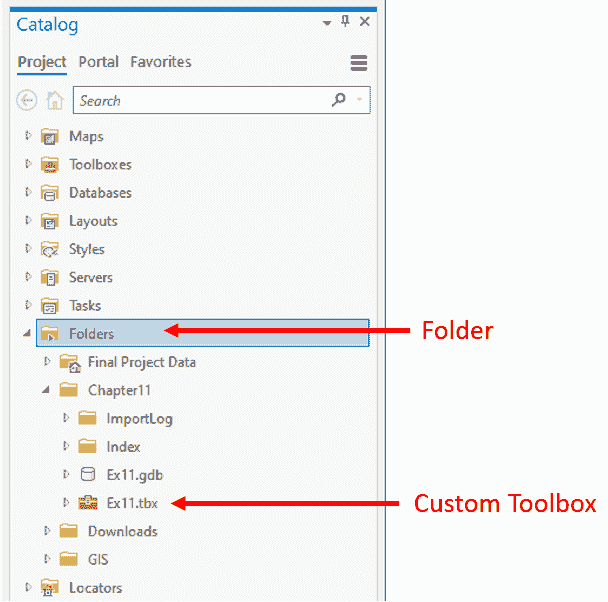 Catalog
Project Portal Favorites
Search
Maps
Toolboxes
Databases
Layouts
Styles
Servers
Tasks
Folders
Folder
Final Project Data
Chapter11
ImportLog
Index
Ex11.gdb
Ex11.tbx
Custom Toolbox
Downloads
GIS
Locators